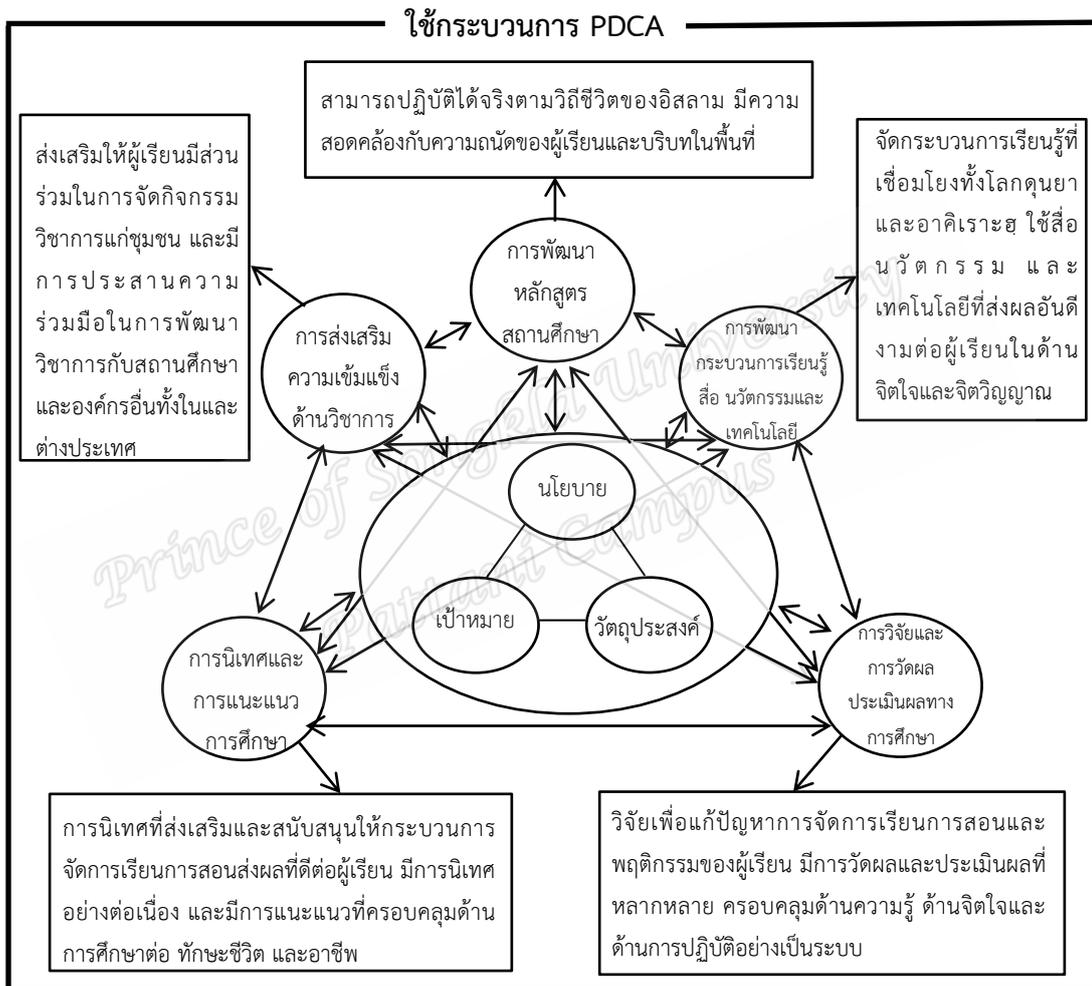 ใช้กระบวนการ PDCA
สามารถปฏิบัติได้จริงตามวิถีชีวิตของอิสลาม มีความ
สอดคล้องกับความถนัดของผู้เรียนและบริบทในพื้นที่
ส่งเสริมให้ผู้เรียนมีส่วน
ร่วมในการจัดกิจกรรม
วิชาการแก่ชุมชน และมี
การประสานความ
ร่วมมือในการพัฒนา
วิชาการกับสถานศึกษา
และองค์กรอื่นทั้งในและ
ต่างประเทศ
จัดกระบวนการเรียนรู้ที่
เชื่อมโยงทั้งโลกดุนยา
และอาคิเราะฮฺ ใช้สื่อ
นวัตกรรม และ
เทคโนโลยีที่ส่งผลอันดี
งามต่อผู้เรียนในด้าน
จิตใจและจิตวิญญาณ
การพัฒนา
หลักสูตร
สถานศึกษา
การส่งเสริม
ความเข้มแข็ง
ด้านวิชาการ
การพัฒนา
กระบวนการเรียนรู้
สื่อ นวัตกรรมและ
เทคโนโลยี
นโยบาย
เป้าหมาย
วัตถุประสงค์
การนิเทศและ
การแนะแนว
การศึกษา
การวิจัยและ
การวัดผล
ประเมินผลทาง
การศึกษา
การนิเทศที่ส่งเสริมและสนับสนุนให้กระบวนการ
จัดการเรียนการสอนส่งผลที่ดีต่อผู้เรียน มีการนิเทศ
อย่างต่อเนื่อง และมีการแนะแนวที่ครอบคลุมด้าน
การศึกษาต่อ ทักษะชีวิต และอาชีพ
วิจัยเพื่อแก้ปัญหาการจัดการเรียนการสอนและ
พฤติกรรมของผู้เรียน มีการวัดผลและประเมินผลที่
หลากหลาย ครอบคลุมด้านความรู้ ด้านจิตใจและ
ด้านการปฏิบัติอย่างเป็นระบบ
Prince of Songkla University
Pattani Campus